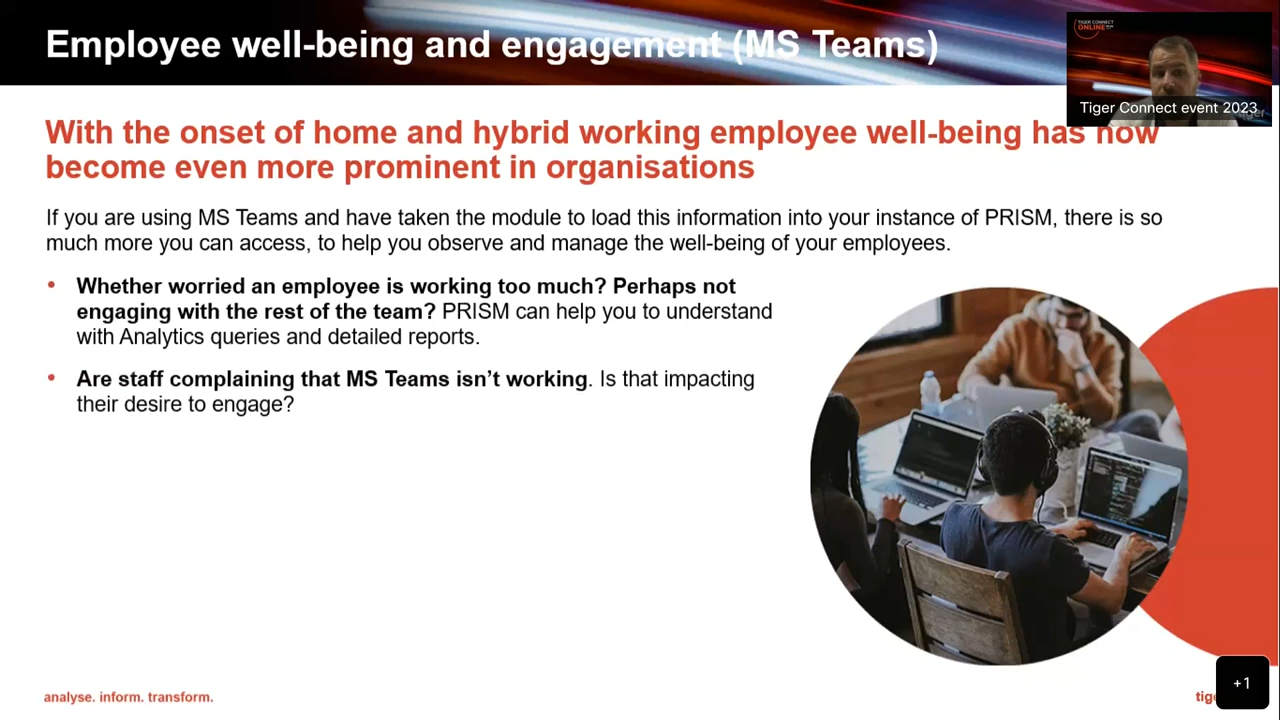 Employee well-being and engagement (MS Teams)
TIGER CONNECT
ONLINE
Tiger Connect event 2023
tiger
With the onset of home and hybrid working employee well-being has now
become even more prominent in organisations
If you are using MS Teams and have taken the module to load this information into your instance of PRISM, there is so
much more you can access, to help you observe and manage the well-being of your employees.
• Whether worried an employee is working too much? Perhaps not
engaging with the rest of the team? PRISM can help you to understand
with Analytics queries and detailed reports.
• Are staff complaining that MS Teams isn’t working. Is that impacting
their desire to engage?
analyse. inform. transform.
+1